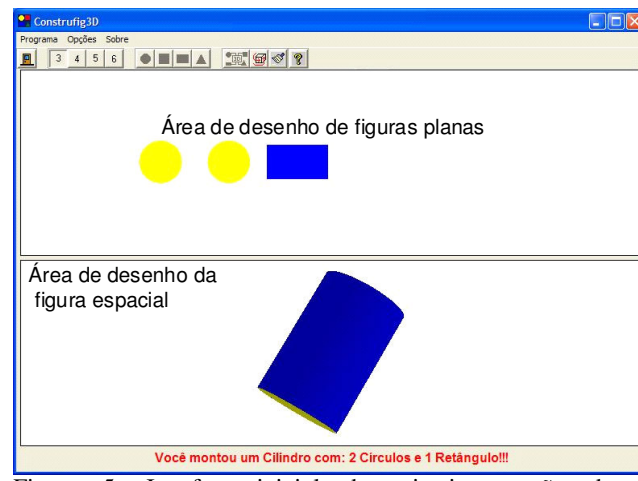 Construfig3D
Programa Opções Sobre
3 4 5 6 ?
Área de desenho de figuras planas
Área de desenho da
figura espacial
Você montou um Cilindro com: 2 Circulos e 1 Retângulo!!!